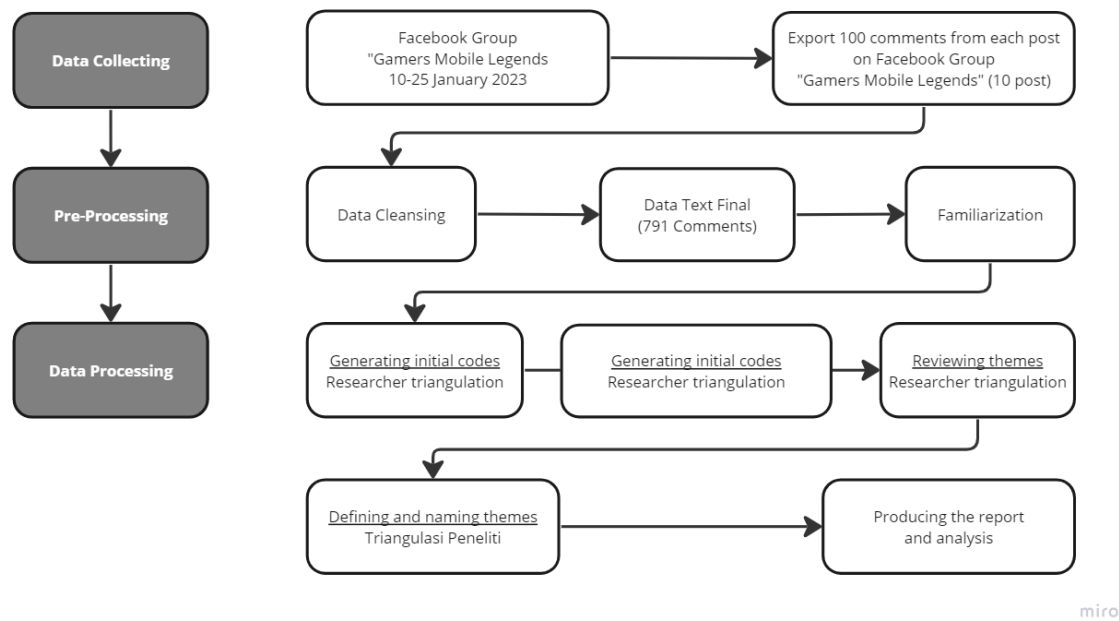 Data Collecting
Facebook Group
"Gamers Mobile Legends
10-25 January 2023
Export 100 comments from each post
on Facebook Group
"Gamers Mobile Legends" (10 post)
Pre-Processing
Data Cleansing
Data Text Final
(791 Comments)
Familiarization
Data Processing
Generating initial codes
Researcher triangulation
Generating initial codes
Researcher triangulation
Reviewing themes
Researcher triangulation
Defining and naming themes
Triangulasi Peneliti
Producing the report
and analysis
miro